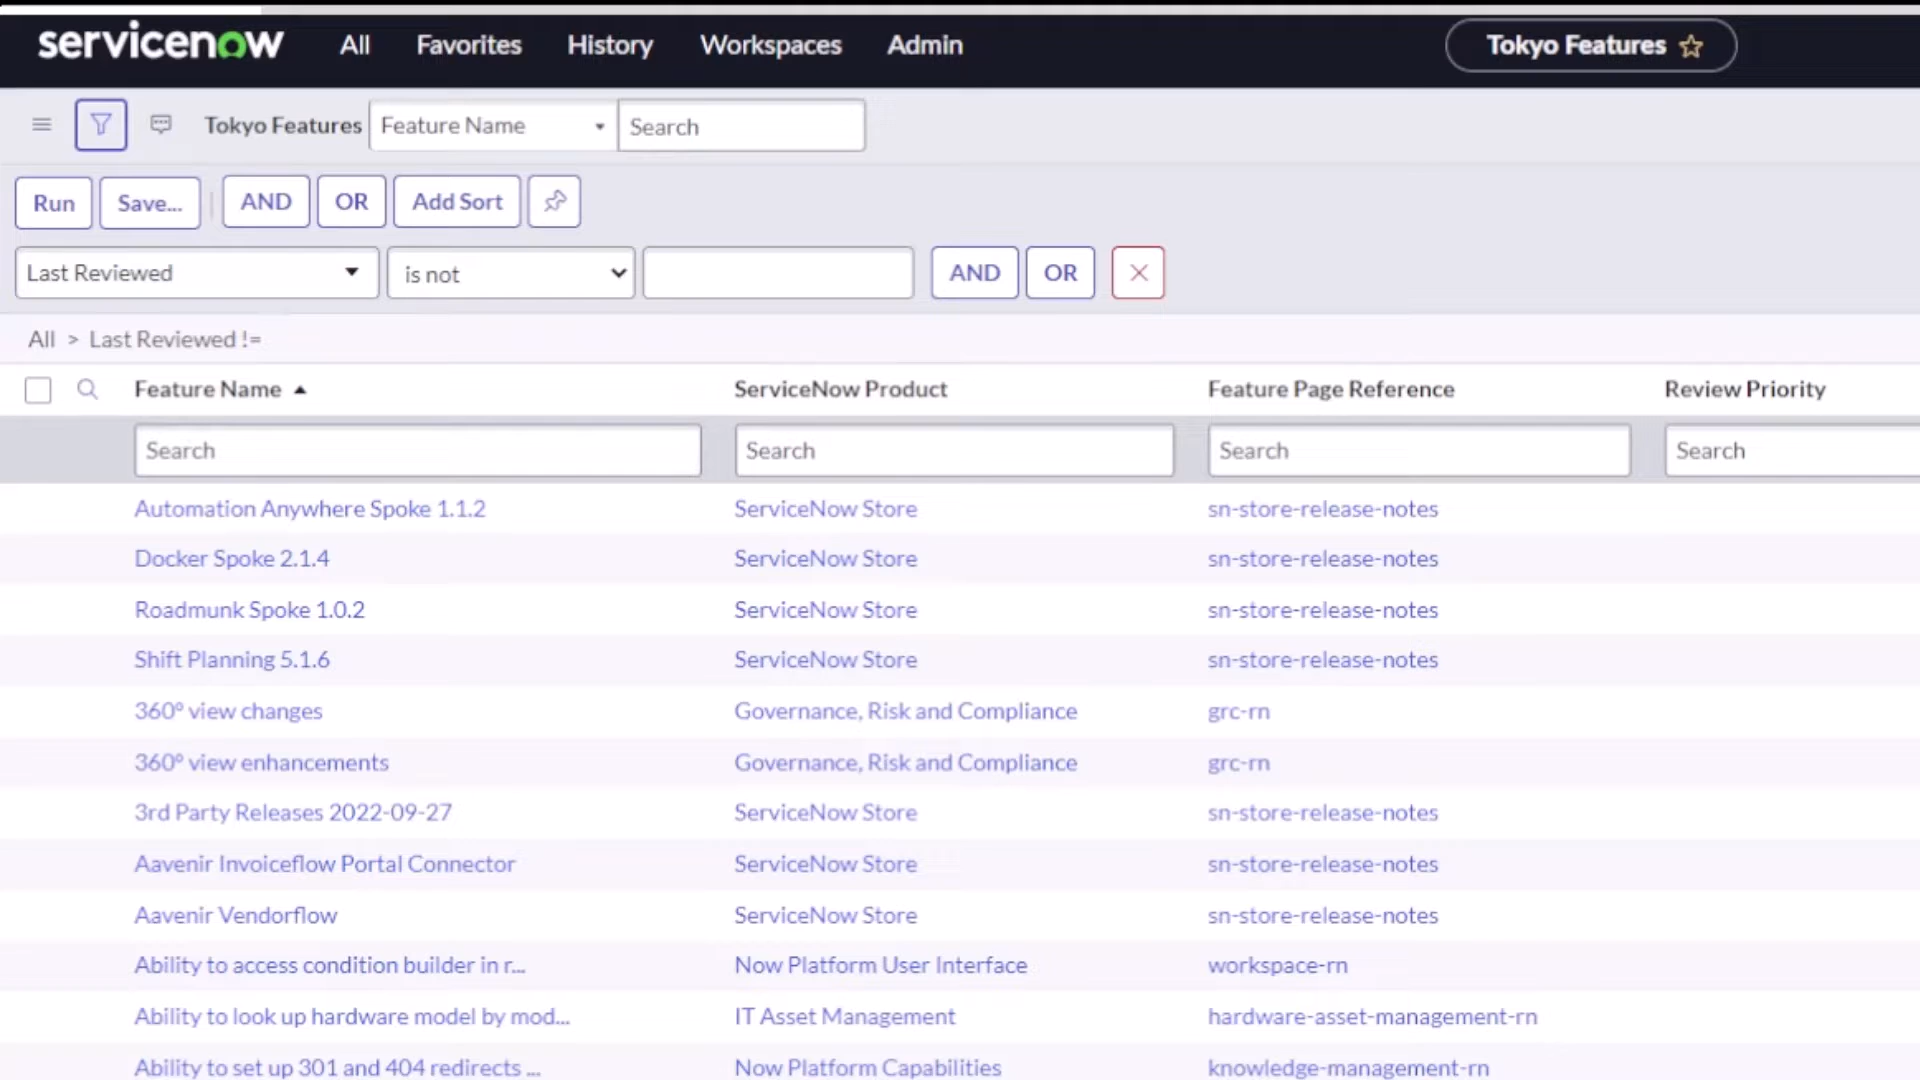 servicenow All Favorites History Workspaces Admin Tokyo Features
Tokyo Features Feature Name Search
Run Save... AND OR Add Sort
Last Reviewed is not AND OR
All > Last Reviewed !=
Feature Name ServiceNow Product Feature Page Reference Review Priority
Search Search Search Search
Automation Anywhere Spoke 1.1.2 ServiceNow Store sn-store-release-notes
Docker Spoke 2.1.4 ServiceNow Store sn-store-release-notes
Roadmunk Spoke 1.0.2 ServiceNow Store sn-store-release-notes
Shift Planning 5.1.6 ServiceNow Store sn-store-release-notes
360º view changes Governance, Risk and Compliance grc-rn
360º view enhancements Governance, Risk and Compliance grc-rn
3rd Party Releases 2022-09-27 ServiceNow Store sn-store-release-notes
Aavenir Invoiceflow Portal Connector ServiceNow Store sn-store-release-notes
Aavenir Vendorflow ServiceNow Store sn-store-release-notes
Ability to access condition builder in r... Now Platform User Interface workspace-rn
Ability to look up hardware model by mod... IT Asset Management hardware-asset-management-rn
Ability to set up 301 and 404 redirects ... Now Platform Capabilities knowledge-management-rn